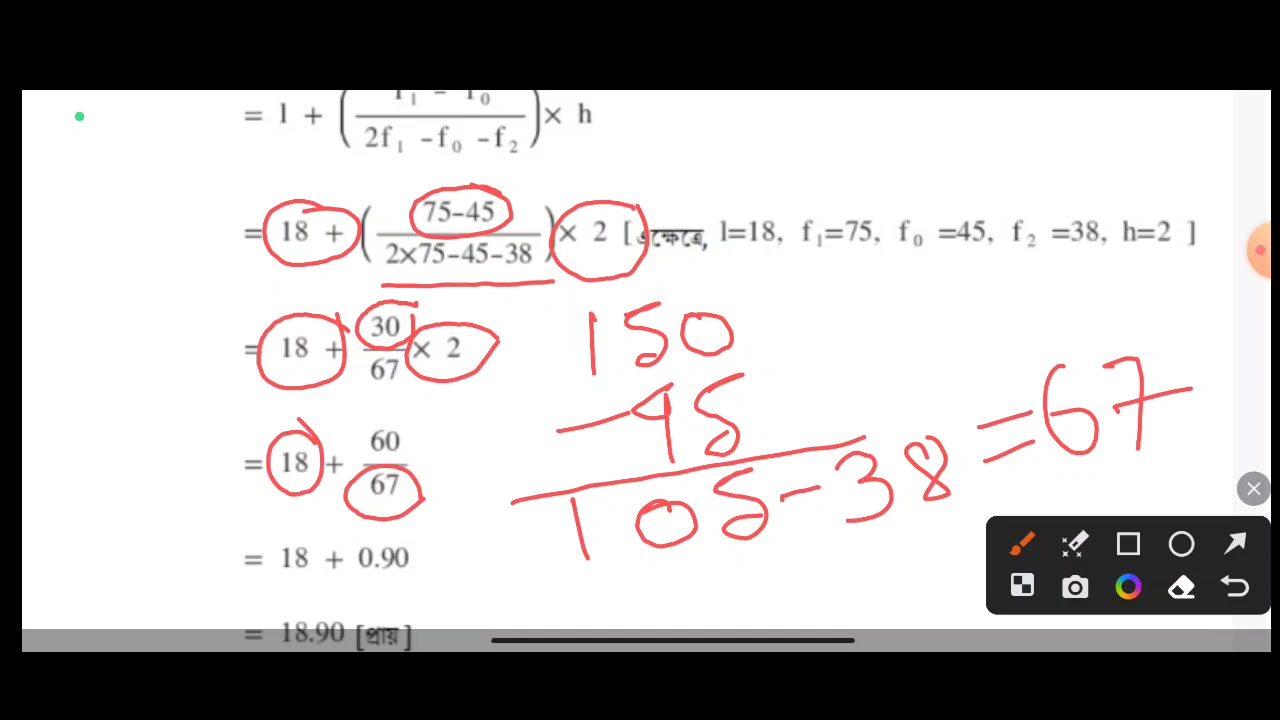 = l + ( f₁ - f₀ / 2f₁ -f₀ -f₂ ) × h
= 18 + ( 75-45 / 2×75-45-38 ) × 2 [ এক্ষেত্রে, l=18, f₁=75, f₀ =45, f₂ =38, h=2 ]
= 18 + 30/67 × 2
150
-45
= 18 + 60/67
105-38 =67
= 18 + 0.90
= 18.90 [প্রায়]